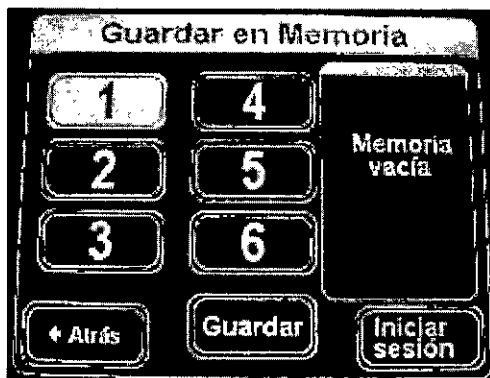 Guardar en Memoria
1
4
2
5
3
6
Memoria
vacía
Atrás
Guardar
Iniciar
sesión